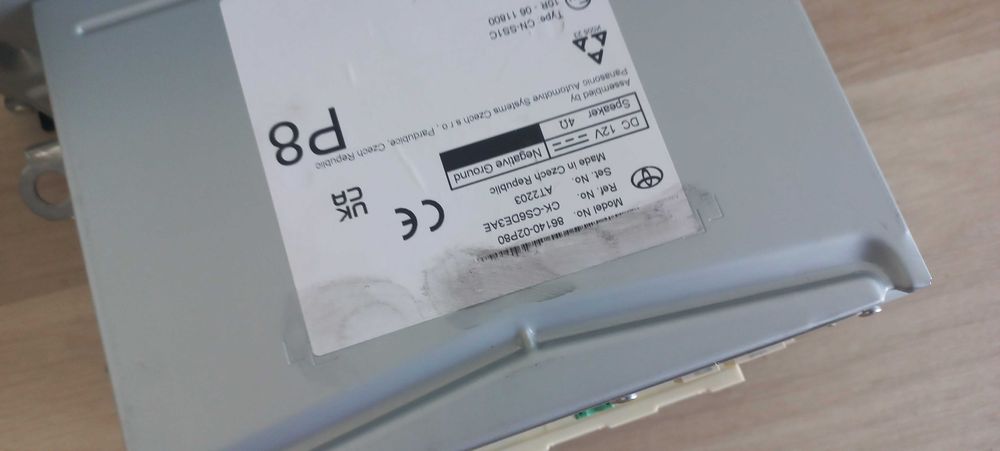 Model No. 86140-02P80
Ref. No. CK-CS6DE3AE
Set. No. AT2203
Made in Czech Republic
DC 12V Negative Ground
Speaker 4Ω
Assembled by
Panasonic Automotive Systems Czech s.r.o., Pardubice, Czech Republic
UK
CA
CE
P8
Type: CN-SS1C
10R - 06 11800